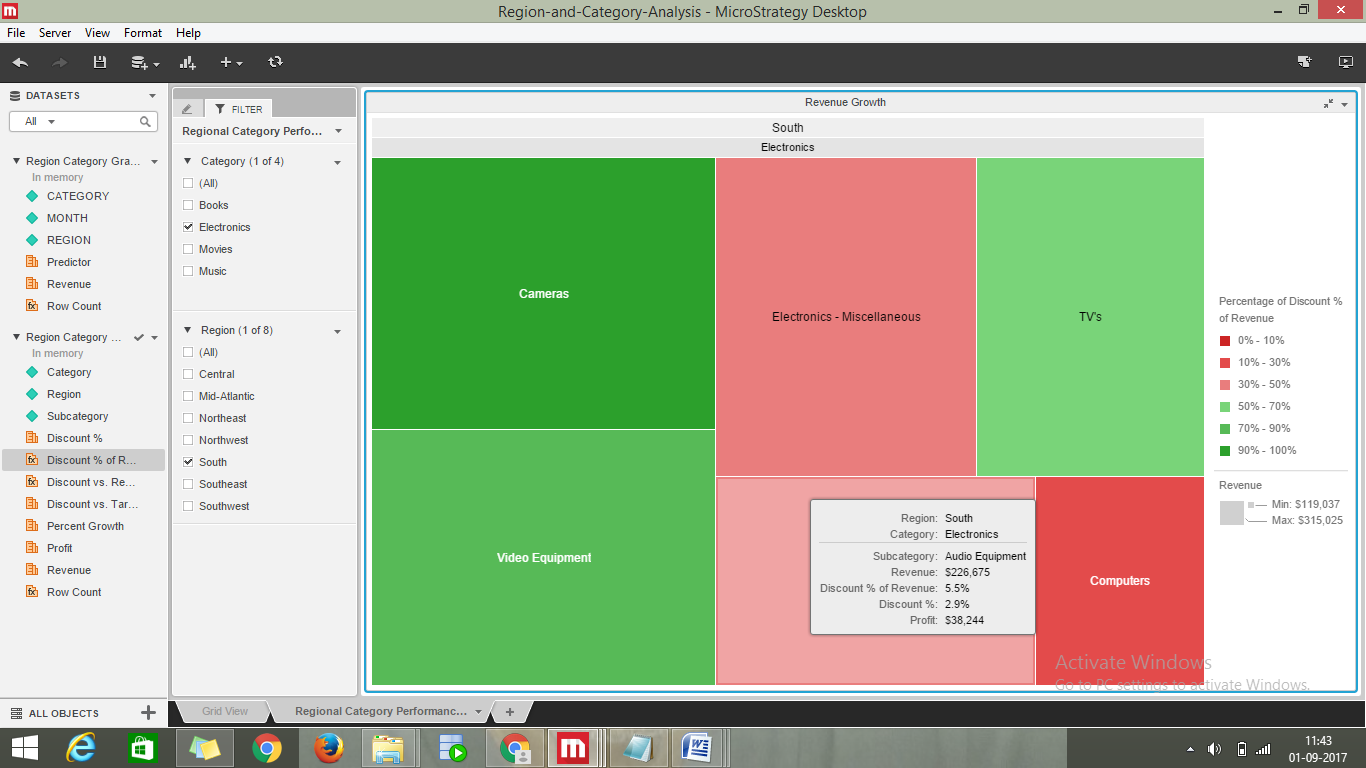 Region-and-Category-Analysis - MicroStrategy Desktop
File Server View Format Help
DATASETS
All
Region Category Gra...
In memory
CATEGORY
MONTH
REGION
Predictor
Revenue
Row Count
Region Category ...
In memory
Category
Region
Subcategory
Discount %
Discount % of R...
Discount vs. Re...
Discount vs. Tar...
Percent Growth
Profit
Revenue
Row Count
ALL OBJECTS
FILTER
Regional Category Perfo...
Category (1 of 4)
(All)
Books
Electronics
Movies
Music
Region (1 of 8)
(All)
Central
Mid-Atlantic
Northeast
Northwest
South
Southeast
Southwest
Revenue Growth
South
Electronics
Cameras
Electronics - Miscellaneous
TV's
Video Equipment
Computers
Region: South
Category: Electronics
Subcategory: Audio Equipment
Revenue: $226,675
Discount % of Revenue: 5.5%
Discount %: 2.9%
Profit: $38,244
Percentage of Discount %
of Revenue
0% - 10%
10% - 30%
30% - 50%
50% - 70%
70% - 90%
90% - 100%
Revenue
Min: $119,037
Max: $315,025
Activate Windows
Go to PC settings to activate Windows.
Grid View
Regional Category Performanc...
11:43
01-09-2017